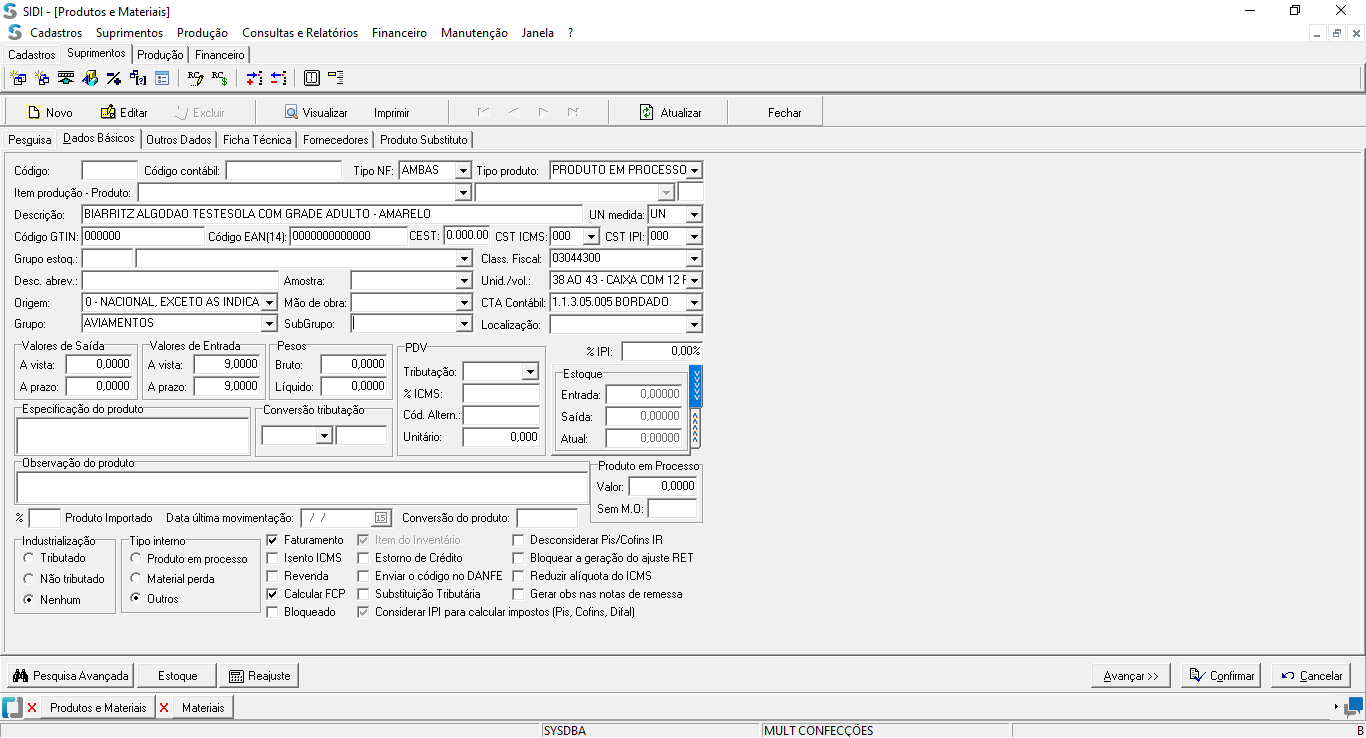 SIDI - [Produtos e Materiais]
Cadastros Suprimentos Produção Consultas e Relatórios Financeiro Manutenção Janela ?
Cadastros Suprimentos Produção Financeiro
Novo Editar Excluir Visualizar Imprimir Atualizar Fechar
Pesquisa Dados Básicos Outros Dados Ficha Técnica Fornecedores Produto Substituto
Código: Código contábil: Tipo NF: AMBAS Tipo produto: PRODUTO EM PROCESSO
Item produção - Produto:
Descrição: BIARRITZ ALGODAO TESTESOLA COM GRADE ADULTO - AMARELO UN medida: UN
Código GTIN: 000000 Código EAN(14): 0000000000000 CEST: 0.000.00 CST ICMS: 000 CST IPI: 000
Grupo estoq.: Class. Fiscal: 03044300
Desc. abrev.: Amostra: Unid./vol.: 38 AO 43 - CAIXA COM 12 F
Origem: 0 - NACIONAL, EXCETO AS INDICA Mão de obra: CTA Contábil: 1.1.3.05.005 BORDADO
Grupo: AVIAMENTOS SubGrupo: Localização:
Valores de Saída Valores de Entrada Pesos PDV % IPI: 0,00%
A vista: 0,0000 A vista: 9,0000 Bruto: 0,0000 Tributação: Estoque
A prazo: 0,0000 A prazo: 9,0000 Líquido: 0,0000 % ICMS: Entrada: 0,00000
Especificação do produto Conversão tributação Cód. Altern.: Saída: 0,00000
Unitário: 0,000 Atual: 0,00000
Observação do produto Produto em Processo
Valor: 0,0000
Sem M.O:
% Produto Importado Data última movimentação: / / 15 Conversão do produto:
Industrialização Tipo interno Faturamento Item do Inventário Desconsiderar Pis/Cofins IR
Tributado Produto em processo Isento ICMS Estorno de Crédito Bloquear a geração do ajuste RET
Não tributado Material perda Revenda Enviar o código no DANFE Reduzir alíquota do ICMS
Nenhum Outros Calcular FCP Substituição Tributária Gerar obs nas notas de remessa
Bloqueado Considerar IPI para calcular impostos (Pis, Cofins, Difal)
Pesquisa Avançada Estoque Reajuste Avançar >> Confirmar Cancelar
Produtos e Materiais Materiais
SYSDBA MULT CONFECÇÕES B